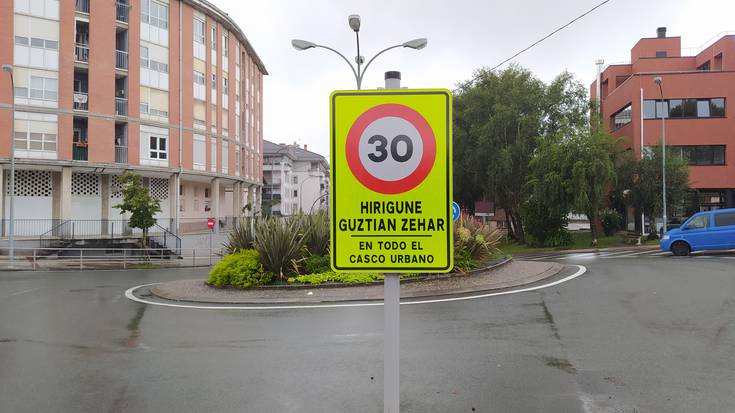 30
HIRIGUNE
GUZTIAN ZEHAR
EN TODO EL
CASCO URBANO